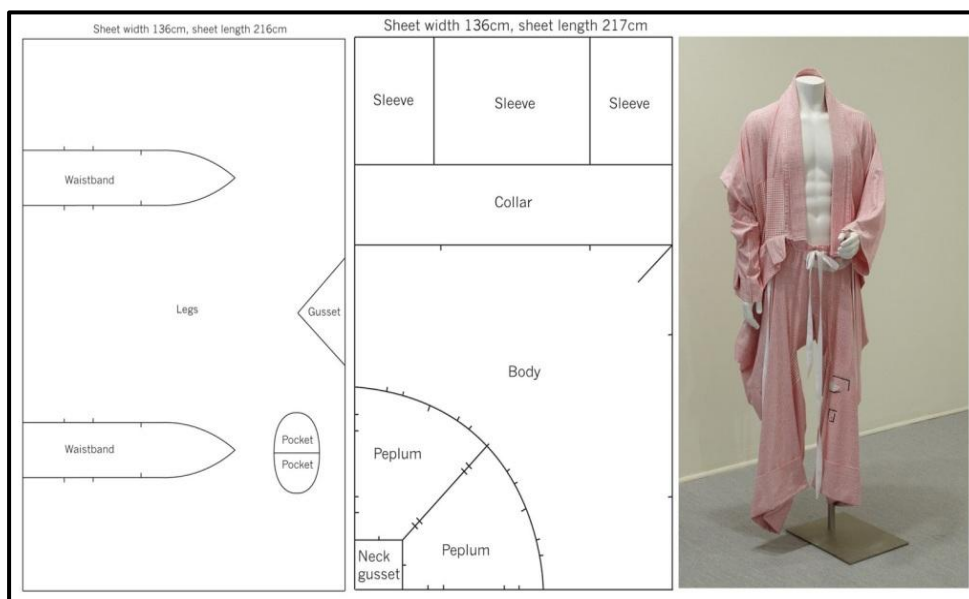 Sheet width 136cm, sheet length 216cm
Waistband
Legs
Gusset
Waistband
Pocket
Pocket
Sheet width 136cm, sheet length 217cm
Sleeve
Sleeve
Sleeve
Collar
Body
Peplum
Peplum
Neck
gusset